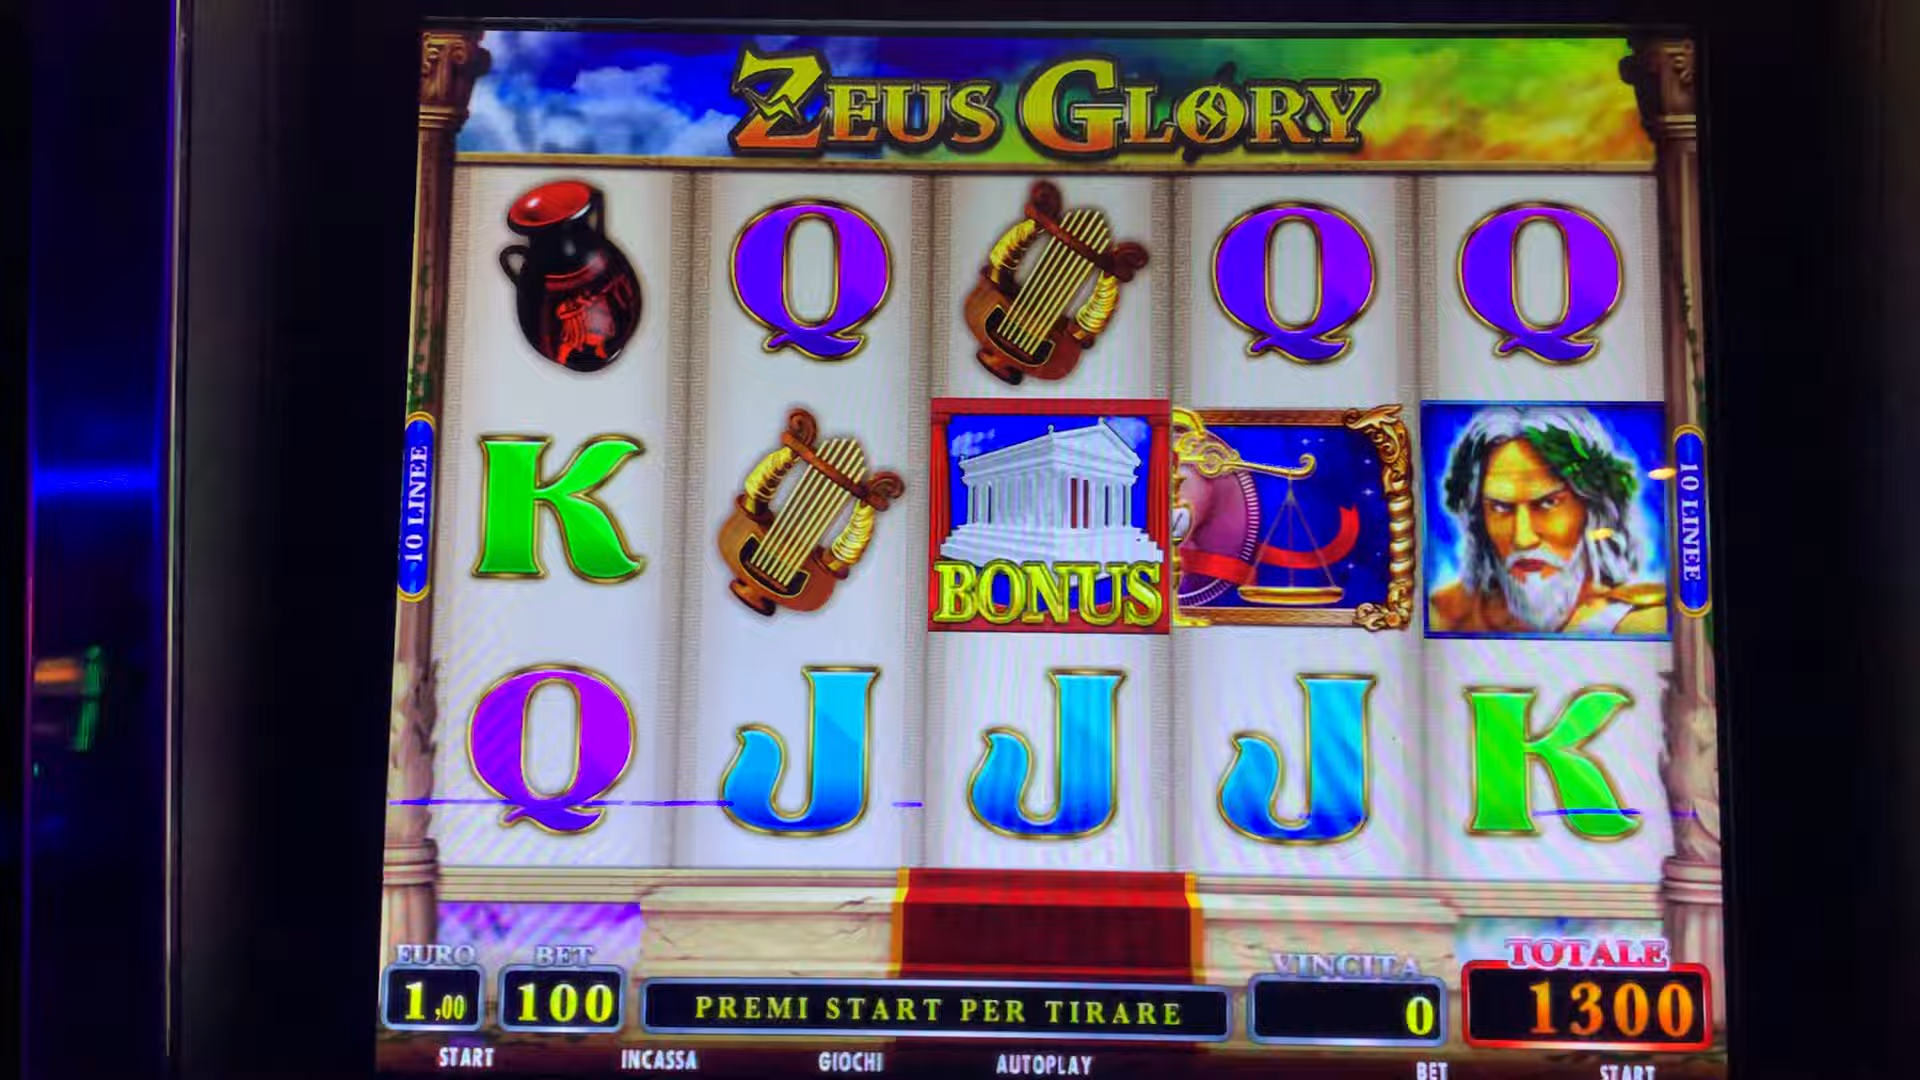 ZEUS GLORY
Q Q Q
10 LINEE
K
BONUS
10 LINEE
Q J J J K
EURO BET VINCITA TOTALE
1,00 100 PREMI START PER TIRARE 0 1300
START INCASSA GIOCHI AUTOPLAY BET START